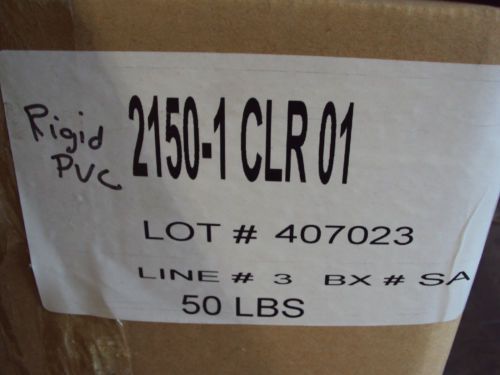 Rigid
PVC
2150-1 CLR 01
LOT # 407023
LINE # 3 BX # SA
50 LBS